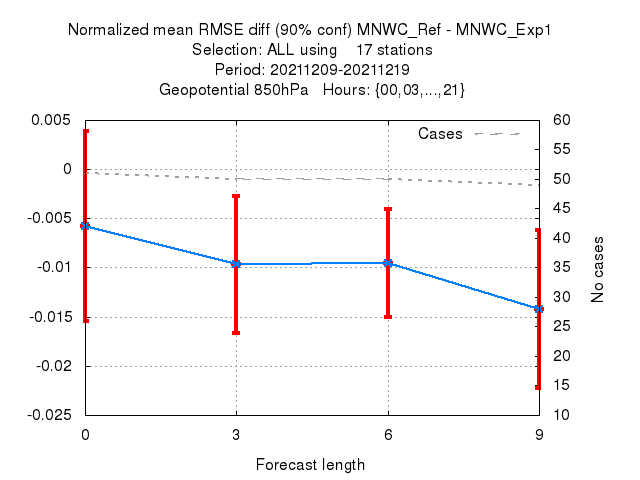 Normalized mean RMSE diff (90% conf) MNWC_Ref - MNWC_Exp1
Selection: ALL using 17 stations
Period: 20211209-20211219
Geopotential 850hPa Hours: {00,03,...,21}
Cases
0.005
0
-0.005
-0.01
-0.015
-0.02
-0.025
60
55
50
45
40
35
30
25
20
15
10
No cases
0 3 6 9
Forecast length